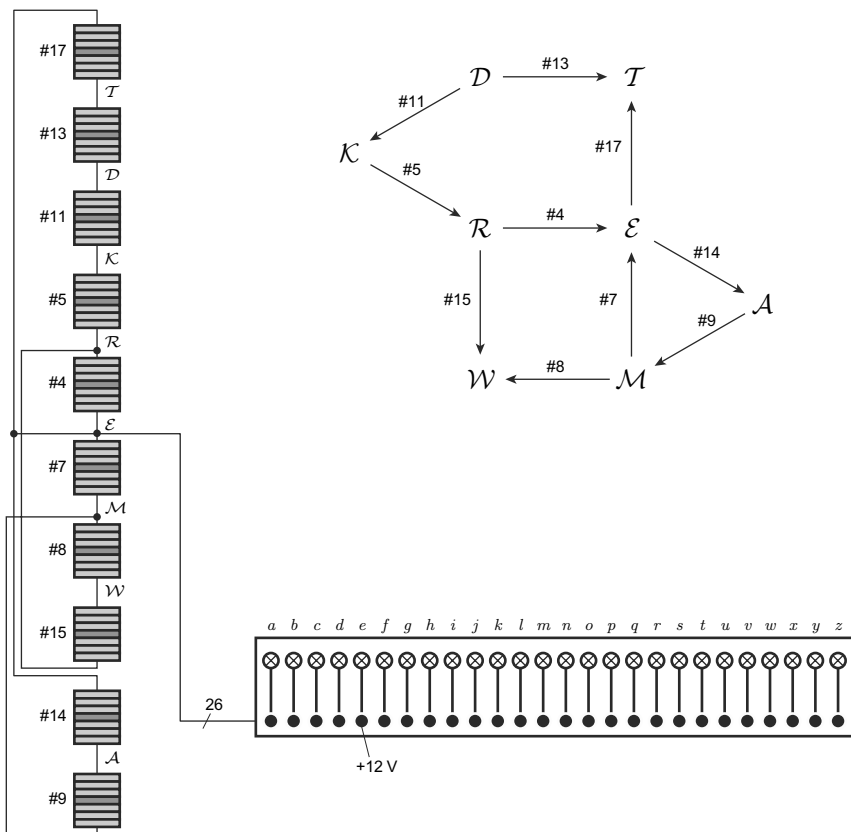 #17
𝒯
#13
𝒟
#11
𝒦
#5
ℛ
#4
ℰ
#7
ℳ
#8
𝒲
#15
#14
𝒜
#9
𝒟 #13 𝒯
#11
𝒦
#5
#17
ℛ #4 ℰ
#14
#15 #7
𝒜
#9
𝒲 #8 ℳ
a b c d e f g h i j k l m n o p q r s t u v w x y z
26
+12 V